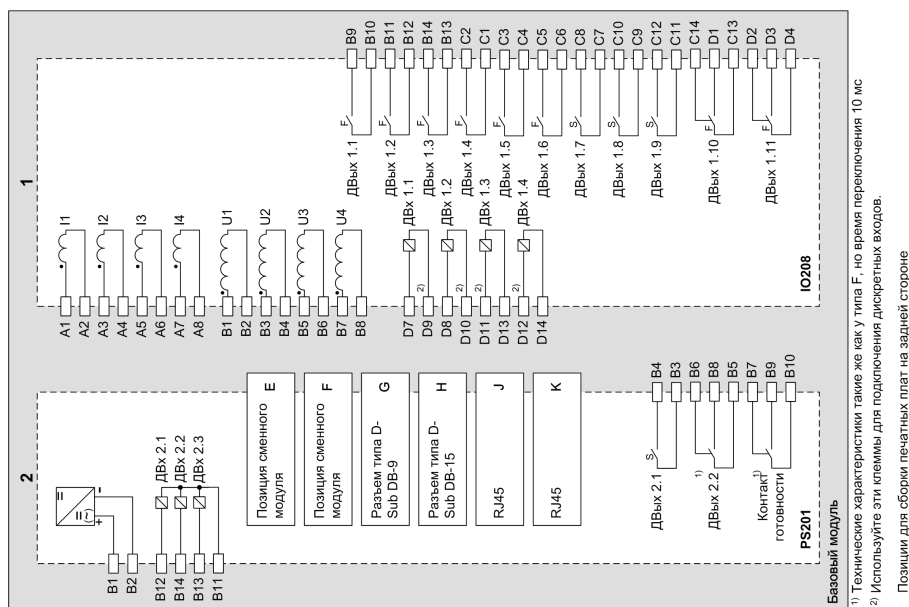 1
A1
A2
A3
A4
A5
A6
A7
A8
I1
I2
I3
I4
B1
B2
B3
B4
B5
B6
B7
B8
U1
U2
U3
U4
D7
D9
D8
D10
D11
D13
D12
D14
2)
2)
2)
2)
ДВх 1.1
ДВх 1.2
ДВх 1.3
ДВх 1.4
ДВых 1.1
F
B9
B10
ДВых 1.2
F
B11
B12
ДВых 1.3
F
B14
B13
ДВых 1.4
F
C2
C1
ДВых 1.5
F
C3
C4
ДВых 1.6
F
C5
C6
ДВых 1.7
S
C8
C7
ДВых 1.8
S
C10
C9
ДВых 1.9
S
C12
C11
ДВых 1.10
F
C14
D1
C13
ДВых 1.11
F
D2
D3
D4
IO208
2
=
=(~)
+
-
B1
B2
B12
B14
B13
B11
ДВх 2.1
ДВх 2.2
ДВх 2.3
Позиция сменного
модуля
E
Позиция сменного
модуля
F
Разъем типа D-
Sub DB-9
G
Разъем типа D-
Sub DB-15
H
RJ45
J
RJ45
K
ДВых 2.1
S
B4
B3
ДВых 2.2
1)
B6
B8
B5
Контакт
готовности
1)
B7
B9
B10
PS201
Базовый модуль
1) Технические характеристики такие же как у типа F, но время переключения 10 мс
2) Используйте эти клеммы для подключения дискретных входов.
Позиции для сборки печатных плат на задней стороне